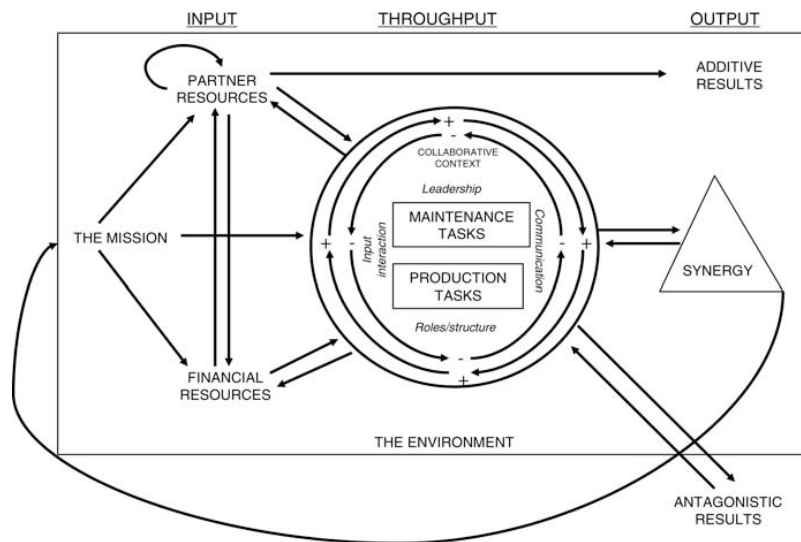 INPUT
THROUGHPUT
OUTPUT
PARTNER
RESOURCES
ADDITIVE
RESULTS
+
-
COLLABORATIVE
CONTEXT
Leadership
MAINTENANCE
TASKS
THE MISSION
+
-
Input
interaction
Communication
-
+
SYNERGY
PRODUCTION
TASKS
Roles/structure
-
+
FINANCIAL
RESOURCES
THE ENVIRONMENT
ANTAGONISTIC
RESULTS